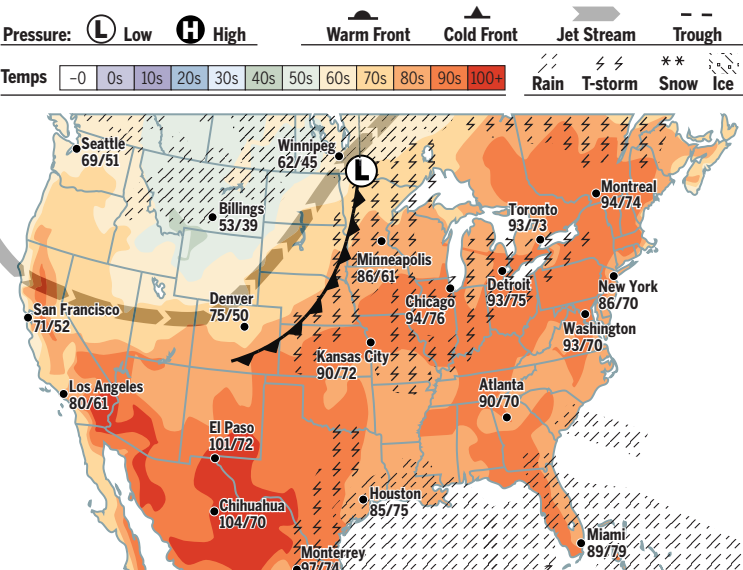 Pressure: L Low H High Warm Front Cold Front Jet Stream Trough
Temps –0 0s 10s 20s 30s 40s 50s 60s 70s 80s 90s 100+ Rain T-storm Snow Ice
Seattle
69/51
Winnipeg
62/45
L
Billings
53/39
Montreal
94/74
Toronto
93/73
Minneapolis
86/61
Detroit
93/75
New York
86/70
Chicago
94/76
Denver
75/50
San Francisco
71/52
Washington
93/70
Kansas City
90/72
Los Angeles
80/61
Atlanta
90/70
El Paso
101/72
Houston
85/75
Chihuahua
104/70
Miami
89/79
Monterrey
97/74